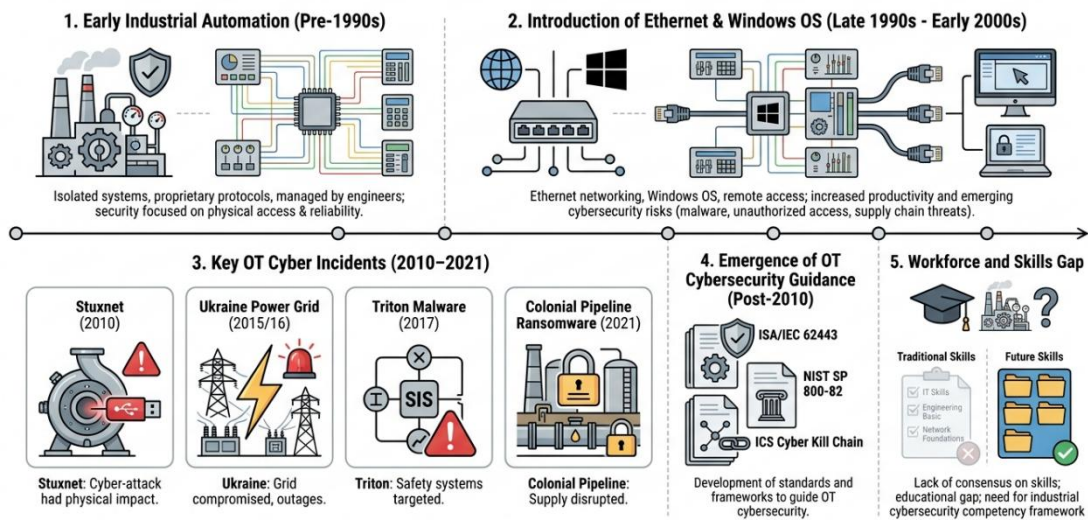 1. Early Industrial Automation (Pre-1990s)
Isolated systems, proprietary protocols, managed by engineers;
security focused on physical access & reliability.
2. Introduction of Ethernet & Windows OS (Late 1990s - Early 2000s)
Ethernet networking, Windows OS, remote access; increased productivity and emerging
cybersecurity risks (malware, unauthorized access, supply chain threats).
3. Key OT Cyber Incidents (2010–2021)
Stuxnet
(2010)
Stuxnet: Cyber-attack
had physical impact.
Ukraine Power Grid
(2015/16)
Ukraine: Grid
compromised, outages.
Triton Malware
(2017)
SIS
Triton: Safety systems
targeted.
Colonial Pipeline
Ransomware (2021)
Colonial Pipeline:
Supply disrupted.
4. Emergence of OT
Cybersecurity Guidance
(Post-2010)
ISA/IEC 62443
NIST SP
800-82
ICS Cyber Kill Chain
Development of standards and
frameworks to guide OT
cybersecurity.
5. Workforce and Skills Gap
Traditional Skills
IT Skills
Engineering
Basic
Network
Foundations
Future Skills
Lack of consensus on skills;
educational gap; need for industrial
cybersecurity competency framework